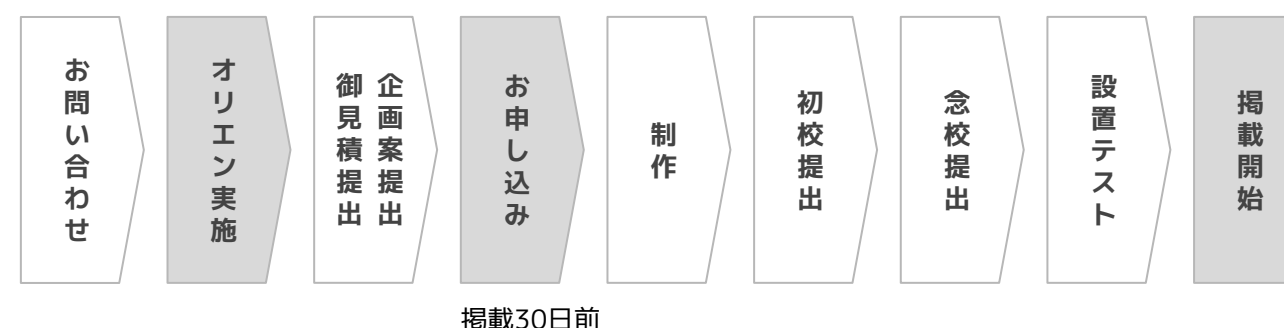 お問い合わせ
オリエン実施
企画案提出
御見積提出
お申し込み
制作
初校提出
念校提出
設置テスト
掲載開始
掲載30日前